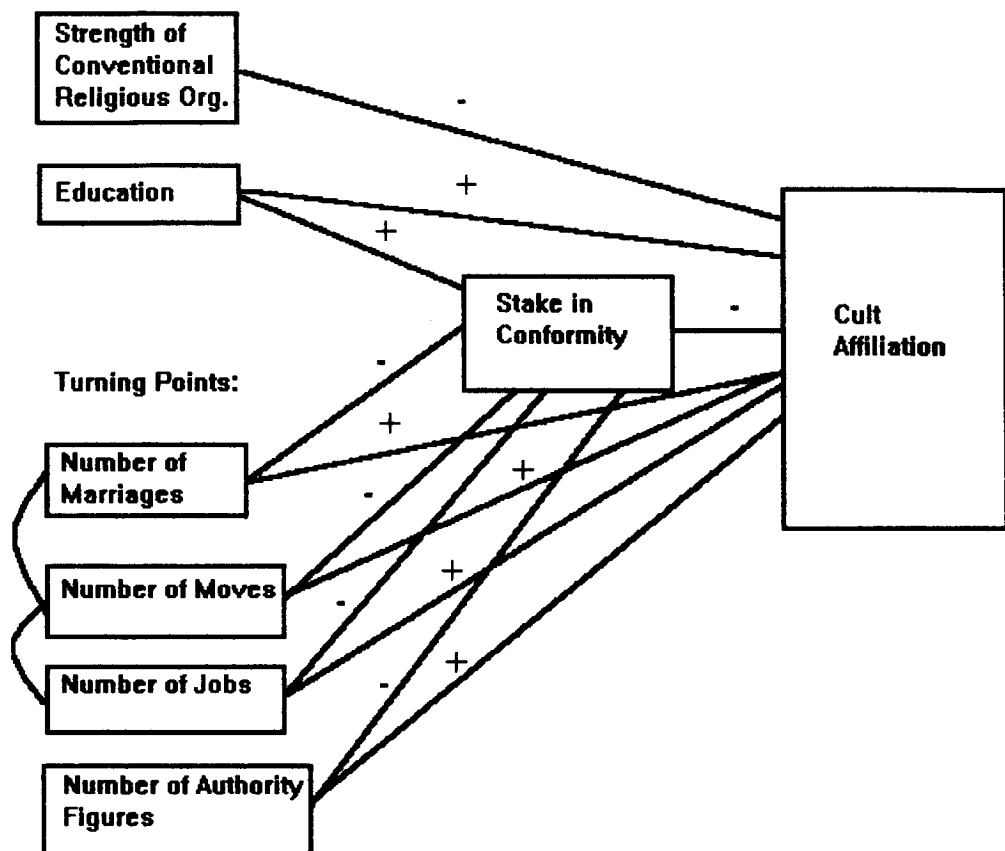 Strength of
Conventional
Religious Org.
-
+
Education
+
Stake in
Conformity
-
Cult
Affiliation
-
Turning Points:
+
Number of
Marriages
+
-
Number of Moves
+
-
Number of Jobs
+
-
Number of Authority
Figures